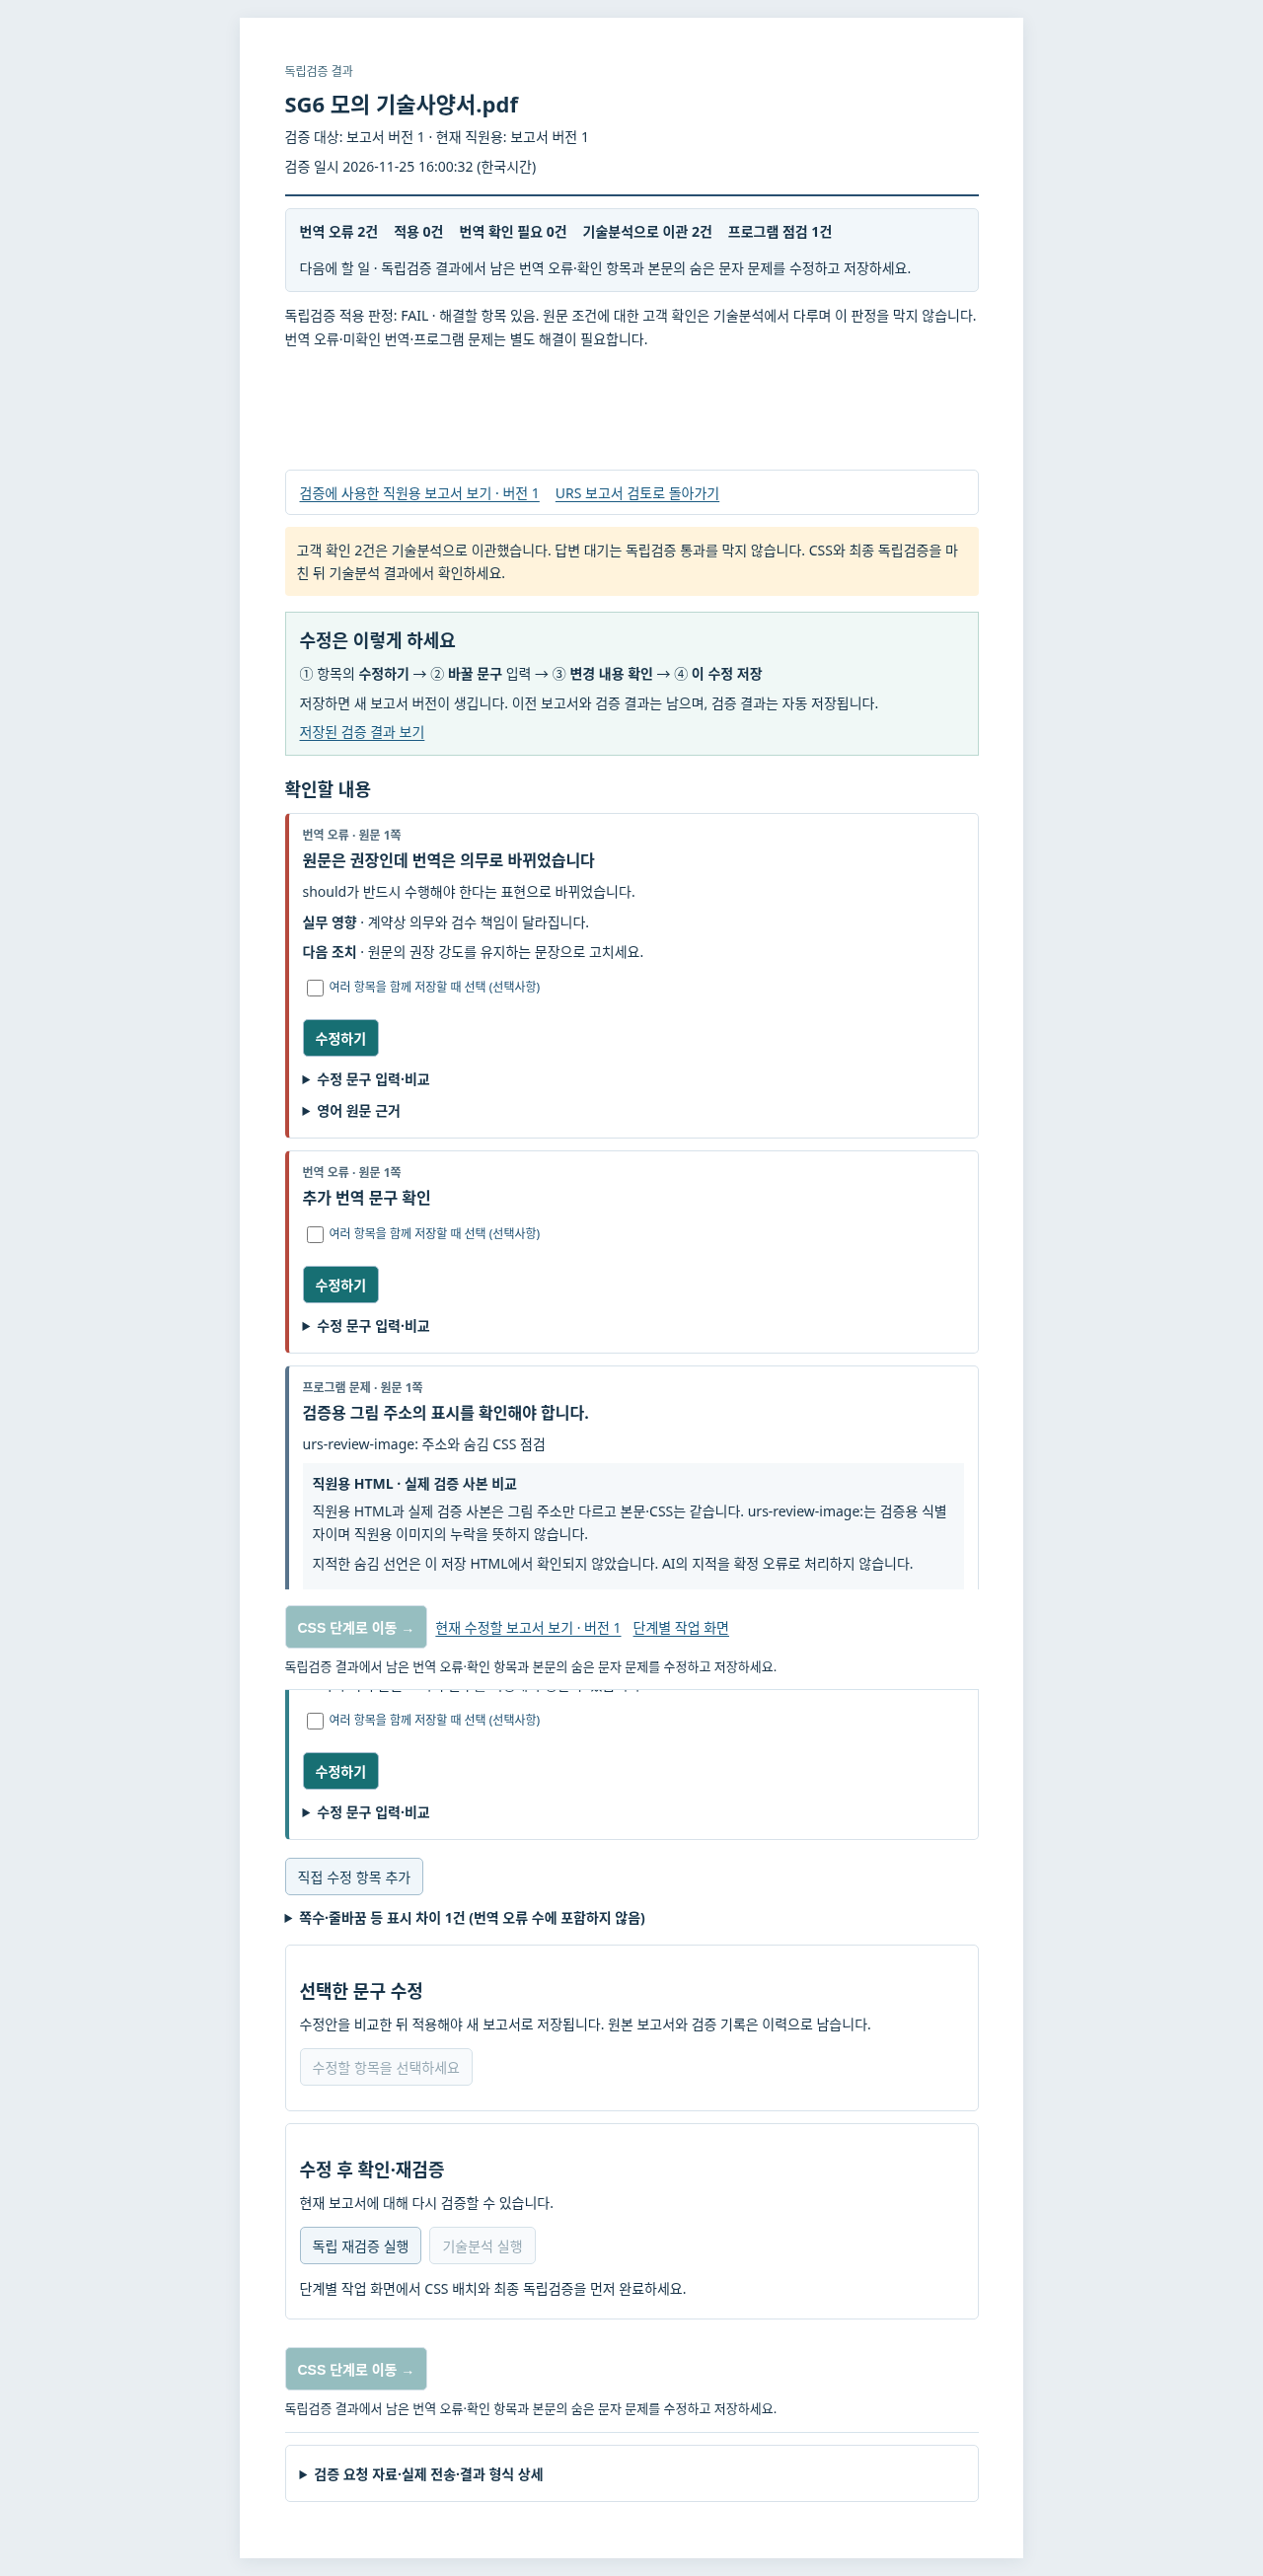 독립검증 결과
SG6 모의 기술사양서.pdf
검증 대상: 보고서 버전 1 · 현재 직원용: 보고서 버전 1
검증 일시 2026-11-25 16:00:32 (한국시간)
번역 오류 2건 적용 0건 번역 확인 필요 0건 기술분석으로 이관 2건 프로그램 점검 1건
다음에 할 일 · 독립검증 결과에서 남은 번역 오류·확인 항목과 본문의 숨은 문자 문제를 수정하고 저장하세요.
독립검증 적용 판정: FAIL · 해결할 항목 있음. 원문 조건에 대한 고객 확인은 기술분석에서 다루며 이 판정을 막지 않습니다.
번역 오류·미확인 번역·프로그램 문제는 별도 해결이 필요합니다.
검증에 사용한 직원용 보고서 보기 · 버전 1 URS 보고서 검토로 돌아가기
고객 확인 2건은 기술분석으로 이관했습니다. 답변 대기는 독립검증 통과를 막지 않습니다. CSS와 최종 독립검증을 마
친 뒤 기술분석 결과에서 확인하세요.
수정은 이렇게 하세요
① 항목의 수정하기 → ② 바꿀 문구 입력 → ③ 변경 내용 확인 → ④ 이 수정 저장
저장하면 새 보고서 버전이 생깁니다. 이전 보고서와 검증 결과는 남으며, 검증 결과는 자동 저장됩니다.
저장된 검증 결과 보기
확인할 내용
번역 오류 · 원문 1쪽
원문은 권장인데 번역은 의무로 바뀌었습니다
should가 반드시 수행해야 한다는 표현으로 바뀌었습니다.
실무 영향 · 계약상 의무와 검수 책임이 달라집니다.
다음 조치 · 원문의 권장 강도를 유지하는 문장으로 고치세요.
여러 항목을 함께 저장할 때 선택 (선택사항)
수정하기
▶ 수정 문구 입력·비교
▶ 영어 원문 근거
번역 오류 · 원문 1쪽
추가 번역 문구 확인
여러 항목을 함께 저장할 때 선택 (선택사항)
수정하기
▶ 수정 문구 입력·비교
프로그램 문제 · 원문 1쪽
검증용 그림 주소의 표시를 확인해야 합니다.
urs-review-image: 주소와 숨김 CSS 점검
직원용 HTML · 실제 검증 사본 비교
직원용 HTML과 실제 검증 사본은 그림 주소만 다르고 본문·CSS는 같습니다. urs-review-image:는 검증용 식별
자이며 직원용 이미지의 누락을 뜻하지 않습니다.
지적한 숨김 선언은 이 저장 HTML에서 확인되지 않았습니다. AI의 지적을 확정 오류로 처리하지 않습니다.
CSS 단계로 이동 → 현재 수정할 보고서 보기 · 버전 1 단계별 작업 화면
독립검증 결과에서 남은 번역 오류·확인 항목과 본문의 숨은 문자 문제를 수정하고 저장하세요.
여러 항목을 함께 저장할 때 선택 (선택사항)
수정하기
▶ 수정 문구 입력·비교
직접 수정 항목 추가
▶ 쪽수·줄바꿈 등 표시 차이 1건 (번역 오류 수에 포함하지 않음)
선택한 문구 수정
수정안을 비교한 뒤 적용해야 새 보고서로 저장됩니다. 원본 보고서와 검증 기록은 이력으로 남습니다.
수정할 항목을 선택하세요
수정 후 확인·재검증
현재 보고서에 대해 다시 검증할 수 있습니다.
독립 재검증 실행 기술분석 실행
단계별 작업 화면에서 CSS 배치와 최종 독립검증을 먼저 완료하세요.
CSS 단계로 이동 →
독립검증 결과에서 남은 번역 오류·확인 항목과 본문의 숨은 문자 문제를 수정하고 저장하세요.
▶ 검증 요청 자료·실제 전송·결과 형식 상세